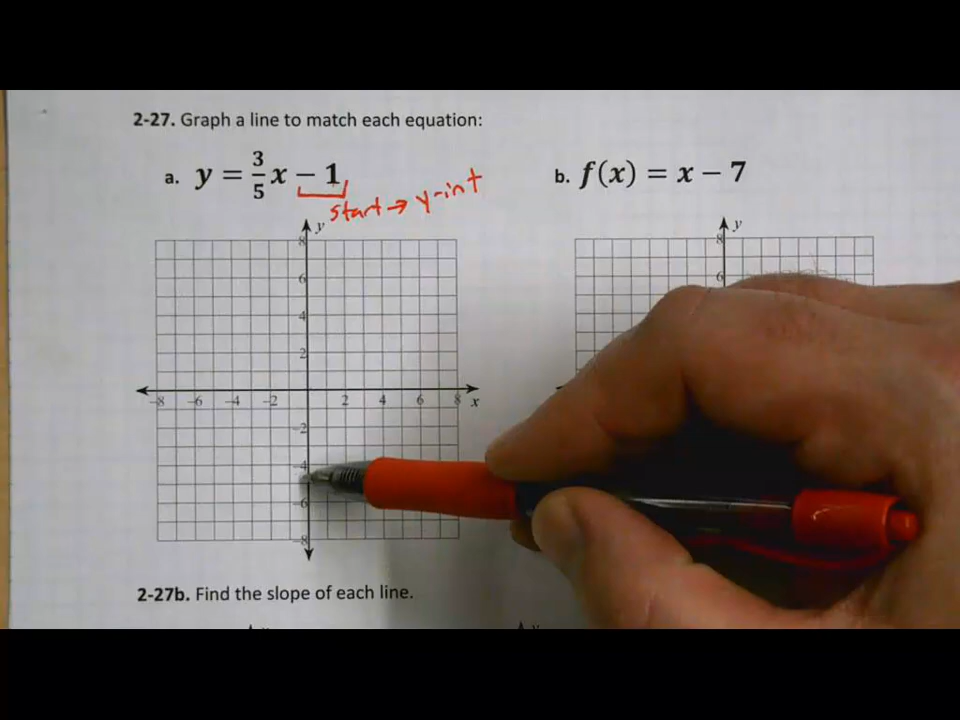 2-27. Graph a line to match each equation:
a. y = 3/5 x − 1
start → y-int
b. f(x) = x − 7
y
8
6
4
2
-8 -6 -4 -2 2 4 6 8 x
-2
-4
-6
-8
y
8
6
2-27b. Find the slope of each line.